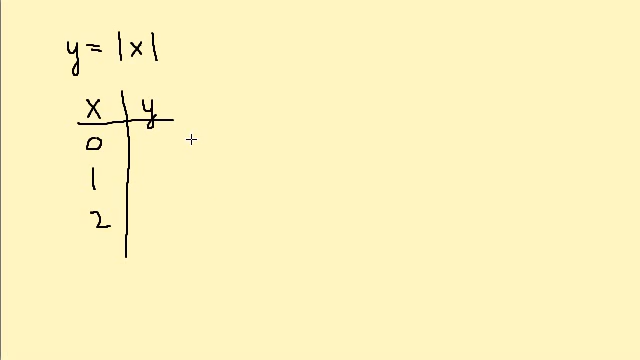 y = |x|
x | y
0
1
2